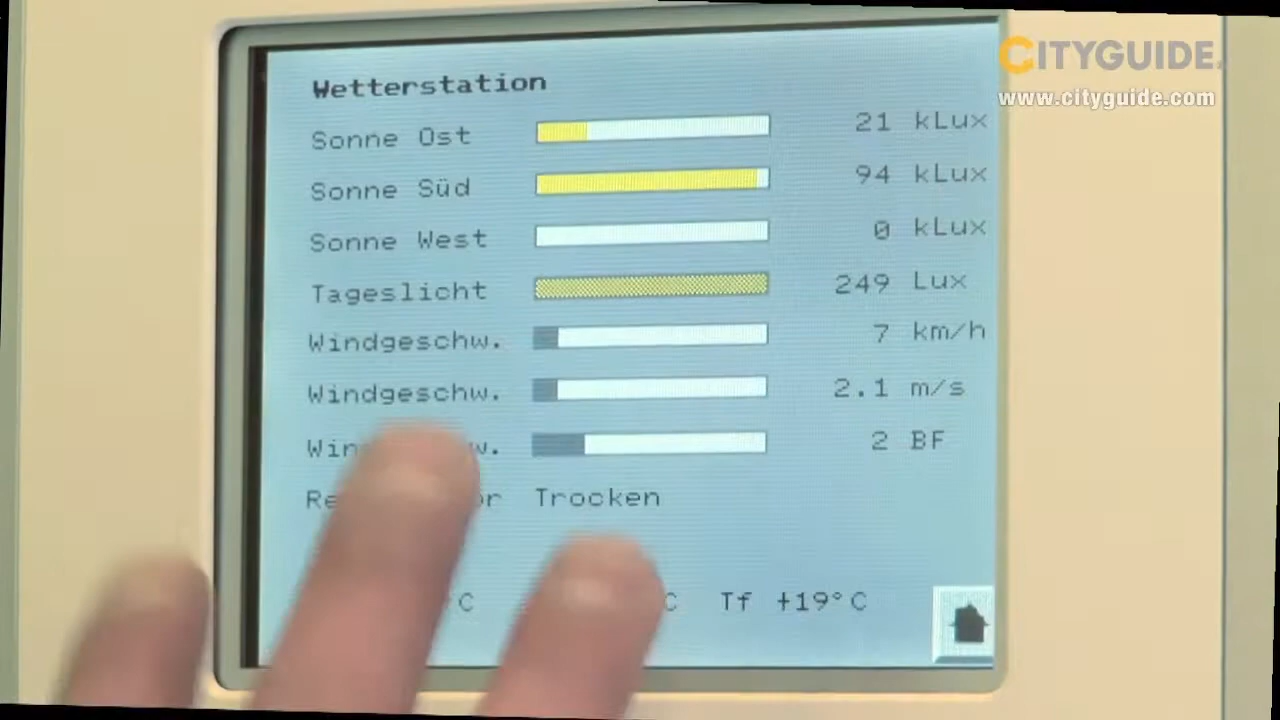 CITYGUIDE.
www.cityguide.com
Wetterstation
Sonne Ost 21 kLux
Sonne Süd 94 kLux
Sonne West 0 kLux
Tageslicht 249 Lux
Windgeschw. 7 km/h
Windgeschw. 2.1 m/s
2 BF
Trocken
°C Tf +19°C